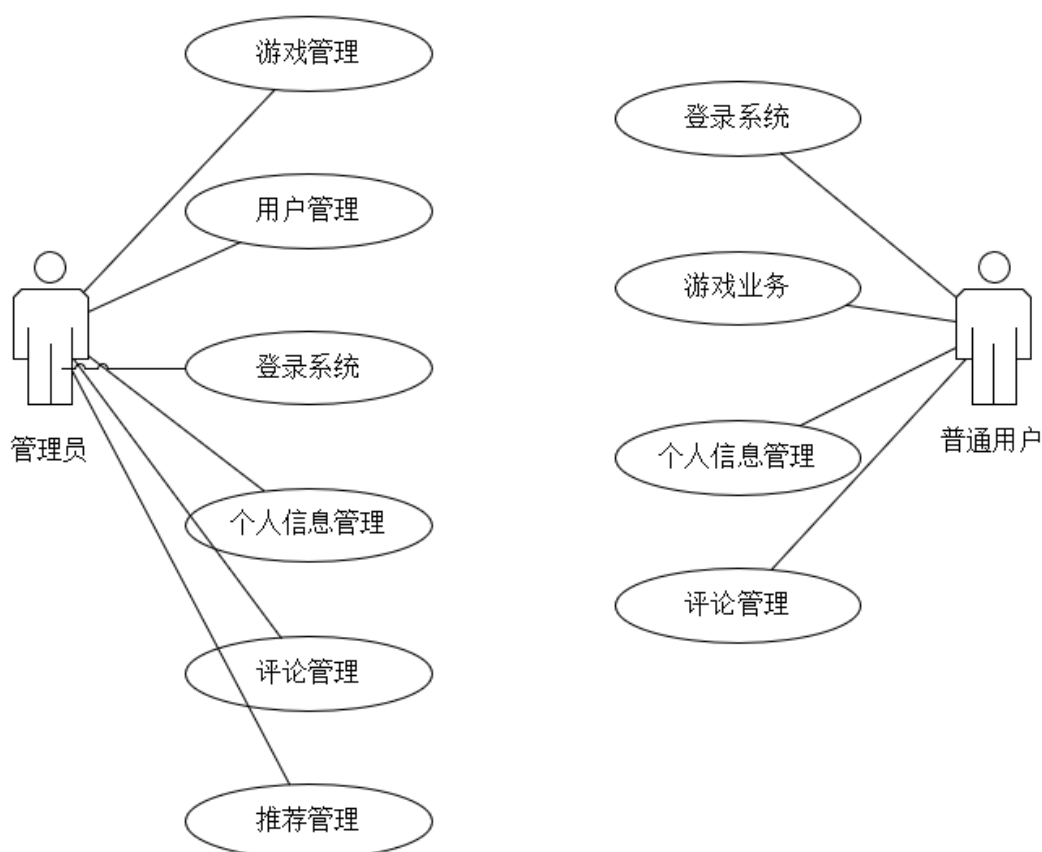 游戏管理
用户管理
登录系统
管理员
个人信息管理
评论管理
推荐管理
登录系统
游戏业务
个人信息管理
普通用户
评论管理